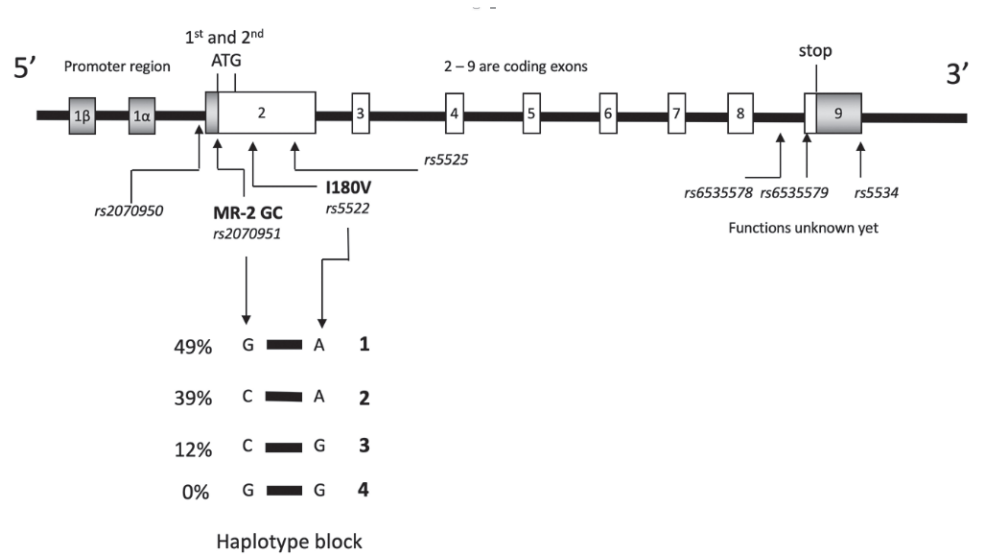 1st and 2nd
ATG
stop
5’
Promoter region
2 – 9 are coding exons
3’
1β
1α
2
3
4
5
6
7
8
9
rs5525
rs2070950
MR-2 GC
rs2070951
I180V
rs5522
rs6535578
rs6535579
rs5534
Functions unknown yet
49% G A 1
39% C A 2
12% C G 3
0% G G 4
Haplotype block